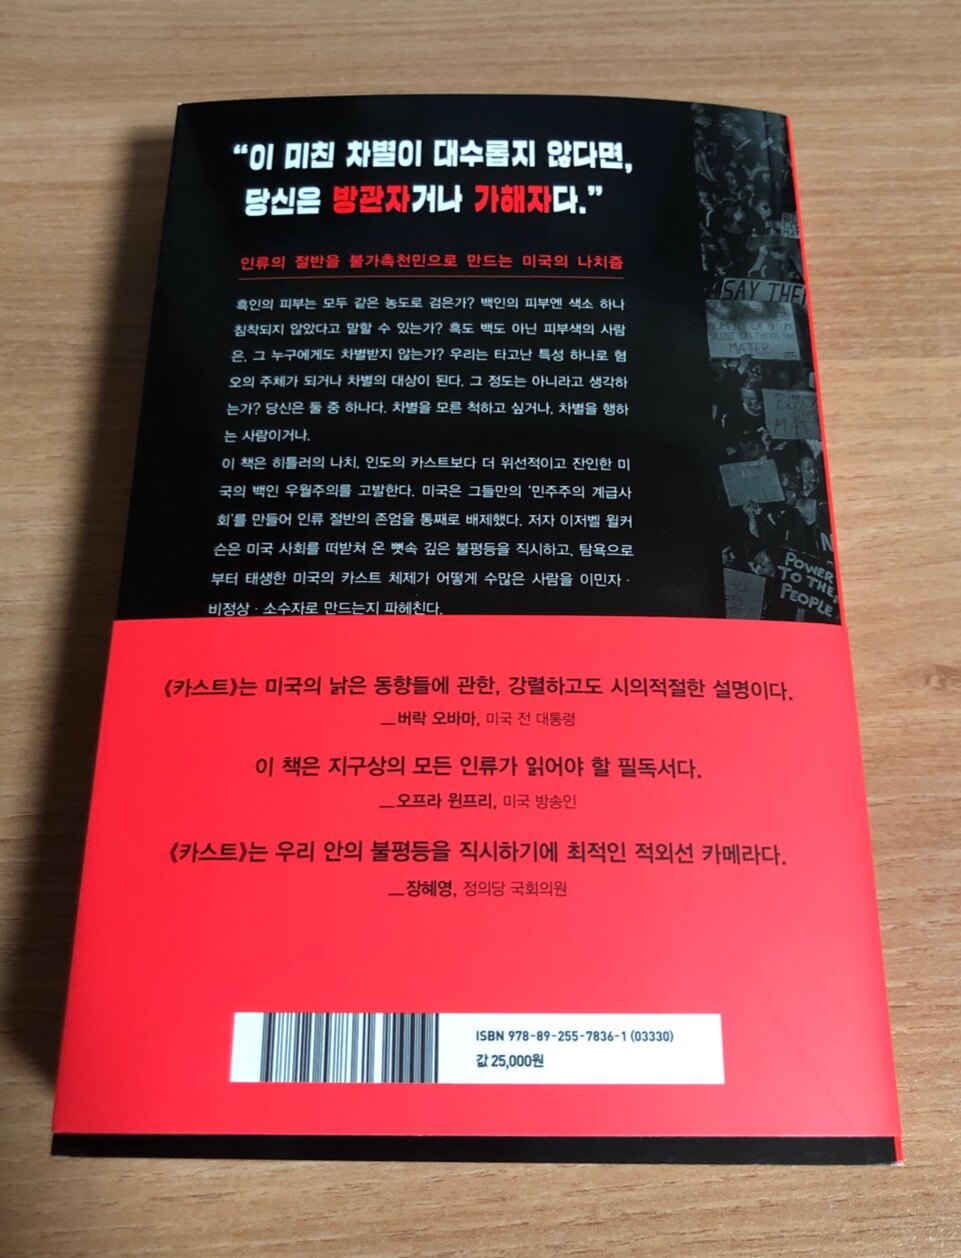 “이 미친 차별이 대수롭지 않다면,
당신은 방관자거나 가해자다.”
인류의 절반을 불가촉천민으로 만드는 미국의 나치즘
흑인의 피부는 모두 같은 농도로 검은가? 백인의 피부엔 색소 하나
침착되지 않았다고 말할 수 있는가? 흑도 백도 아닌 피부색의 사람
은, 그 누구에게도 차별받지 않는가? 우리는 타고난 특성 하나로 혐
오의 주체가 되거나 차별의 대상이 된다. 그 정도는 아니라고 생각하
는가? 당신은 둘 중 하나다. 차별을 모른 척하고 싶거나, 차별을 행하
는 사람이거나.
이 책은 히틀러의 나치, 인도의 카스트보다 더 위선적이고 잔인한 미
국의 백인 우월주의를 고발한다. 미국은 그들만의 ‘민주주의 계급사
회’를 만들어 인류 절반의 존엄을 통째로 배제했다. 저자 이저벨 윌커
슨은 미국 사회를 떠받쳐 온 뼛속 깊은 불평등을 직시하고, 탐욕으로
부터 태생한 미국의 카스트 체제가 어떻게 수많은 사람을 이민자·
비정상·소수자로 만드는지 파헤친다.
SAY THE
MATTER
BLACK
MATT
POWER
TO THE
PEOPLE
《카스트》는 미국의 낡은 동향들에 관한, 강렬하고도 시의적절한 설명이다.
_버락 오바마, 미국 전 대통령
이 책은 지구상의 모든 인류가 읽어야 할 필독서다.
_오프라 윈프리, 미국 방송인
《카스트》는 우리 안의 불평등을 직시하기에 최적인 적외선 카메라다.
_장혜영, 정의당 국회의원
ISBN 978-89-255-7836-1 (03330)
값 25,000원